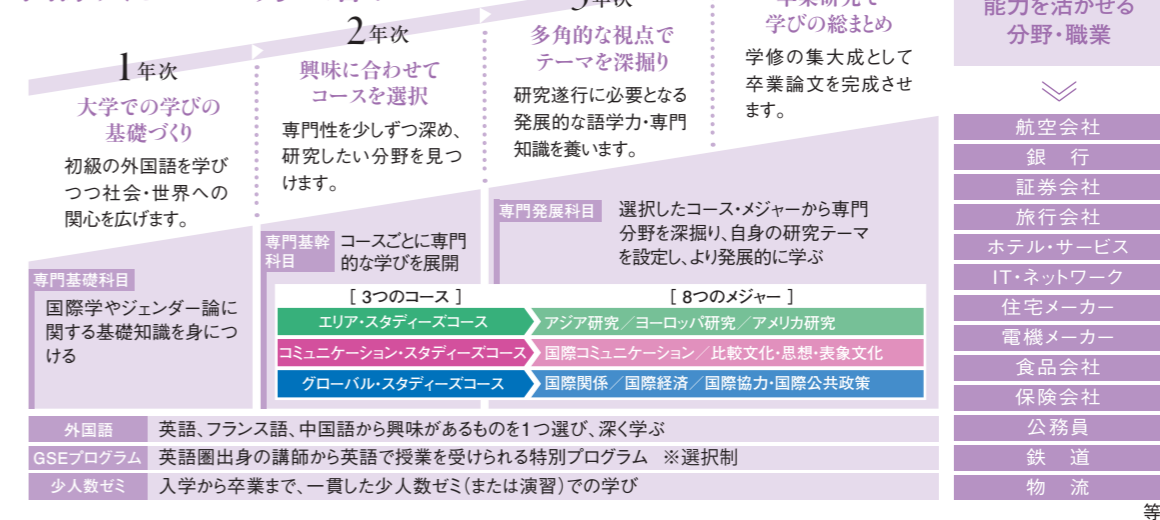 1年次
大学での学びの
基礎づくり
初級の外国語を学び
つつ社会・世界への
関心を広げます。
専門基礎科目
国際学やジェンダー論に
関する基礎知識を身につ
ける
2年次
興味に合わせて
コースを選択
専門性を少しずつ深め、
研究したい分野を見つ
けます。
専門基幹
科目
コースごとに専門
的な学びを展開
年次
多角的な視点で
テーマを深掘り
研究遂行に必要となる
発展的な語学力・専門
知識を養います。
専門発展科目
選択したコース・メジャーから専門
分野を深掘り、自身の研究テーマ
を設定し、より発展的に学ぶ
卒業研究で
学びの総まとめ
学修の集大成として
卒業論文を完成させ
ます。
[ 3つのコース ]
[ 8つのメジャー ]
エリア・スタディーズコース
アジア研究／ヨーロッパ研究／アメリカ研究
コミュニケーション・スタディーズコース
国際コミュニケーション／比較文化・思想・表象文化
グローバル・スタディーズコース
国際関係／国際経済／国際協力・国際公共政策
外国語
英語、フランス語、中国語から興味があるものを1つ選び、深く学ぶ
GSEプログラム
英語圏出身の講師から英語で授業を受けられる特別プログラム ※選択制
少人数ゼミ
入学から卒業まで、一貫した少人数ゼミ(または演習)での学び
能力を活かせる
分野・職業
航空会社
銀 行
証券会社
旅行会社
ホテル・サービス
IT・ネットワーク
住宅メーカー
電機メーカー
食品会社
保険会社
公務員
鉄 道
物 流
等